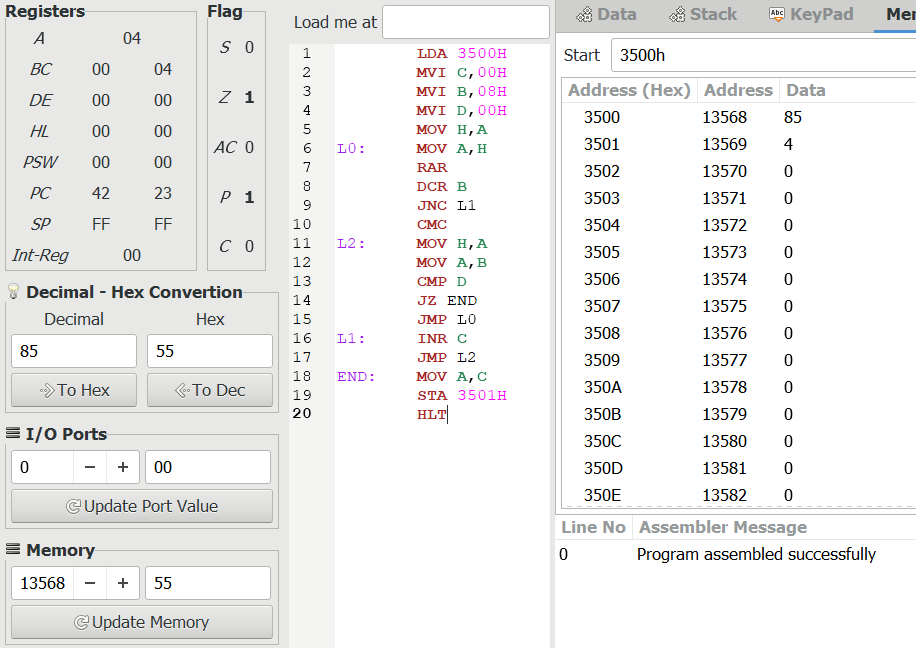 Registers
A 04
BC 00 04
DE 00 00
HL 00 00
PSW 00 00
PC 42 23
SP FF FF
Int-Reg 00
Flag
S 0
Z 1
AC 0
P 1
C 0
Decimal - Hex Convertion
Decimal Hex
85 55
To Hex To Dec
I/O Ports
0 − + 00
Update Port Value
Memory
13568 − + 55
Update Memory
Load me at
1 LDA 3500H
2 MVI C,00H
3 MVI B,08H
4 MVI D,00H
5 MOV H,A
6 L0: MOV A,H
7 RAR
8 DCR B
9 JNC L1
10 CMC
11 L2: MOV H,A
12 MOV A,B
13 CMP D
14 JZ END
15 JMP L0
16 L1: INR C
17 JMP L2
18 END: MOV A,C
19 STA 3501H
20 HLT
Data Abc Stack KeyPad Mer
Start 3500h
Address (Hex) Address Data
3500 13568 85
3501 13569 4
3502 13570 0
3503 13571 0
3504 13572 0
3505 13573 0
3506 13574 0
3507 13575 0
3508 13576 0
3509 13577 0
350A 13578 0
350B 13579 0
350C 13580 0
350D 13581 0
350E 13582 0
Line No Assembler Message
0 Program assembled successfully